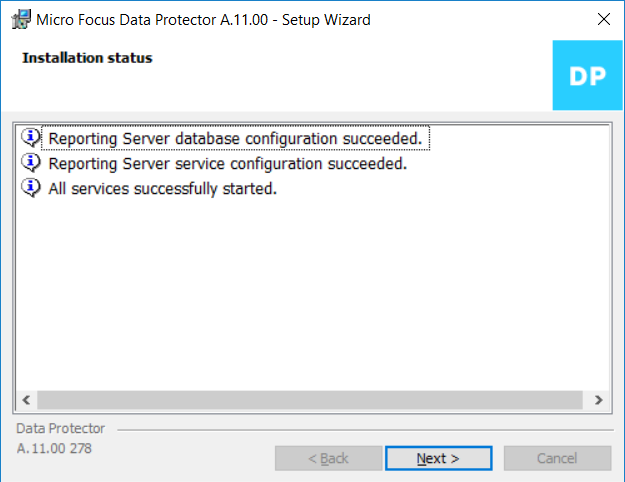 Micro Focus Data Protector A.11.00 - Setup Wizard
Installation status
DP
Reporting Server database configuration succeeded.
Reporting Server service configuration succeeded.
All services successfully started.
Data Protector
A.11.00 278
< Back
Next >
Cancel